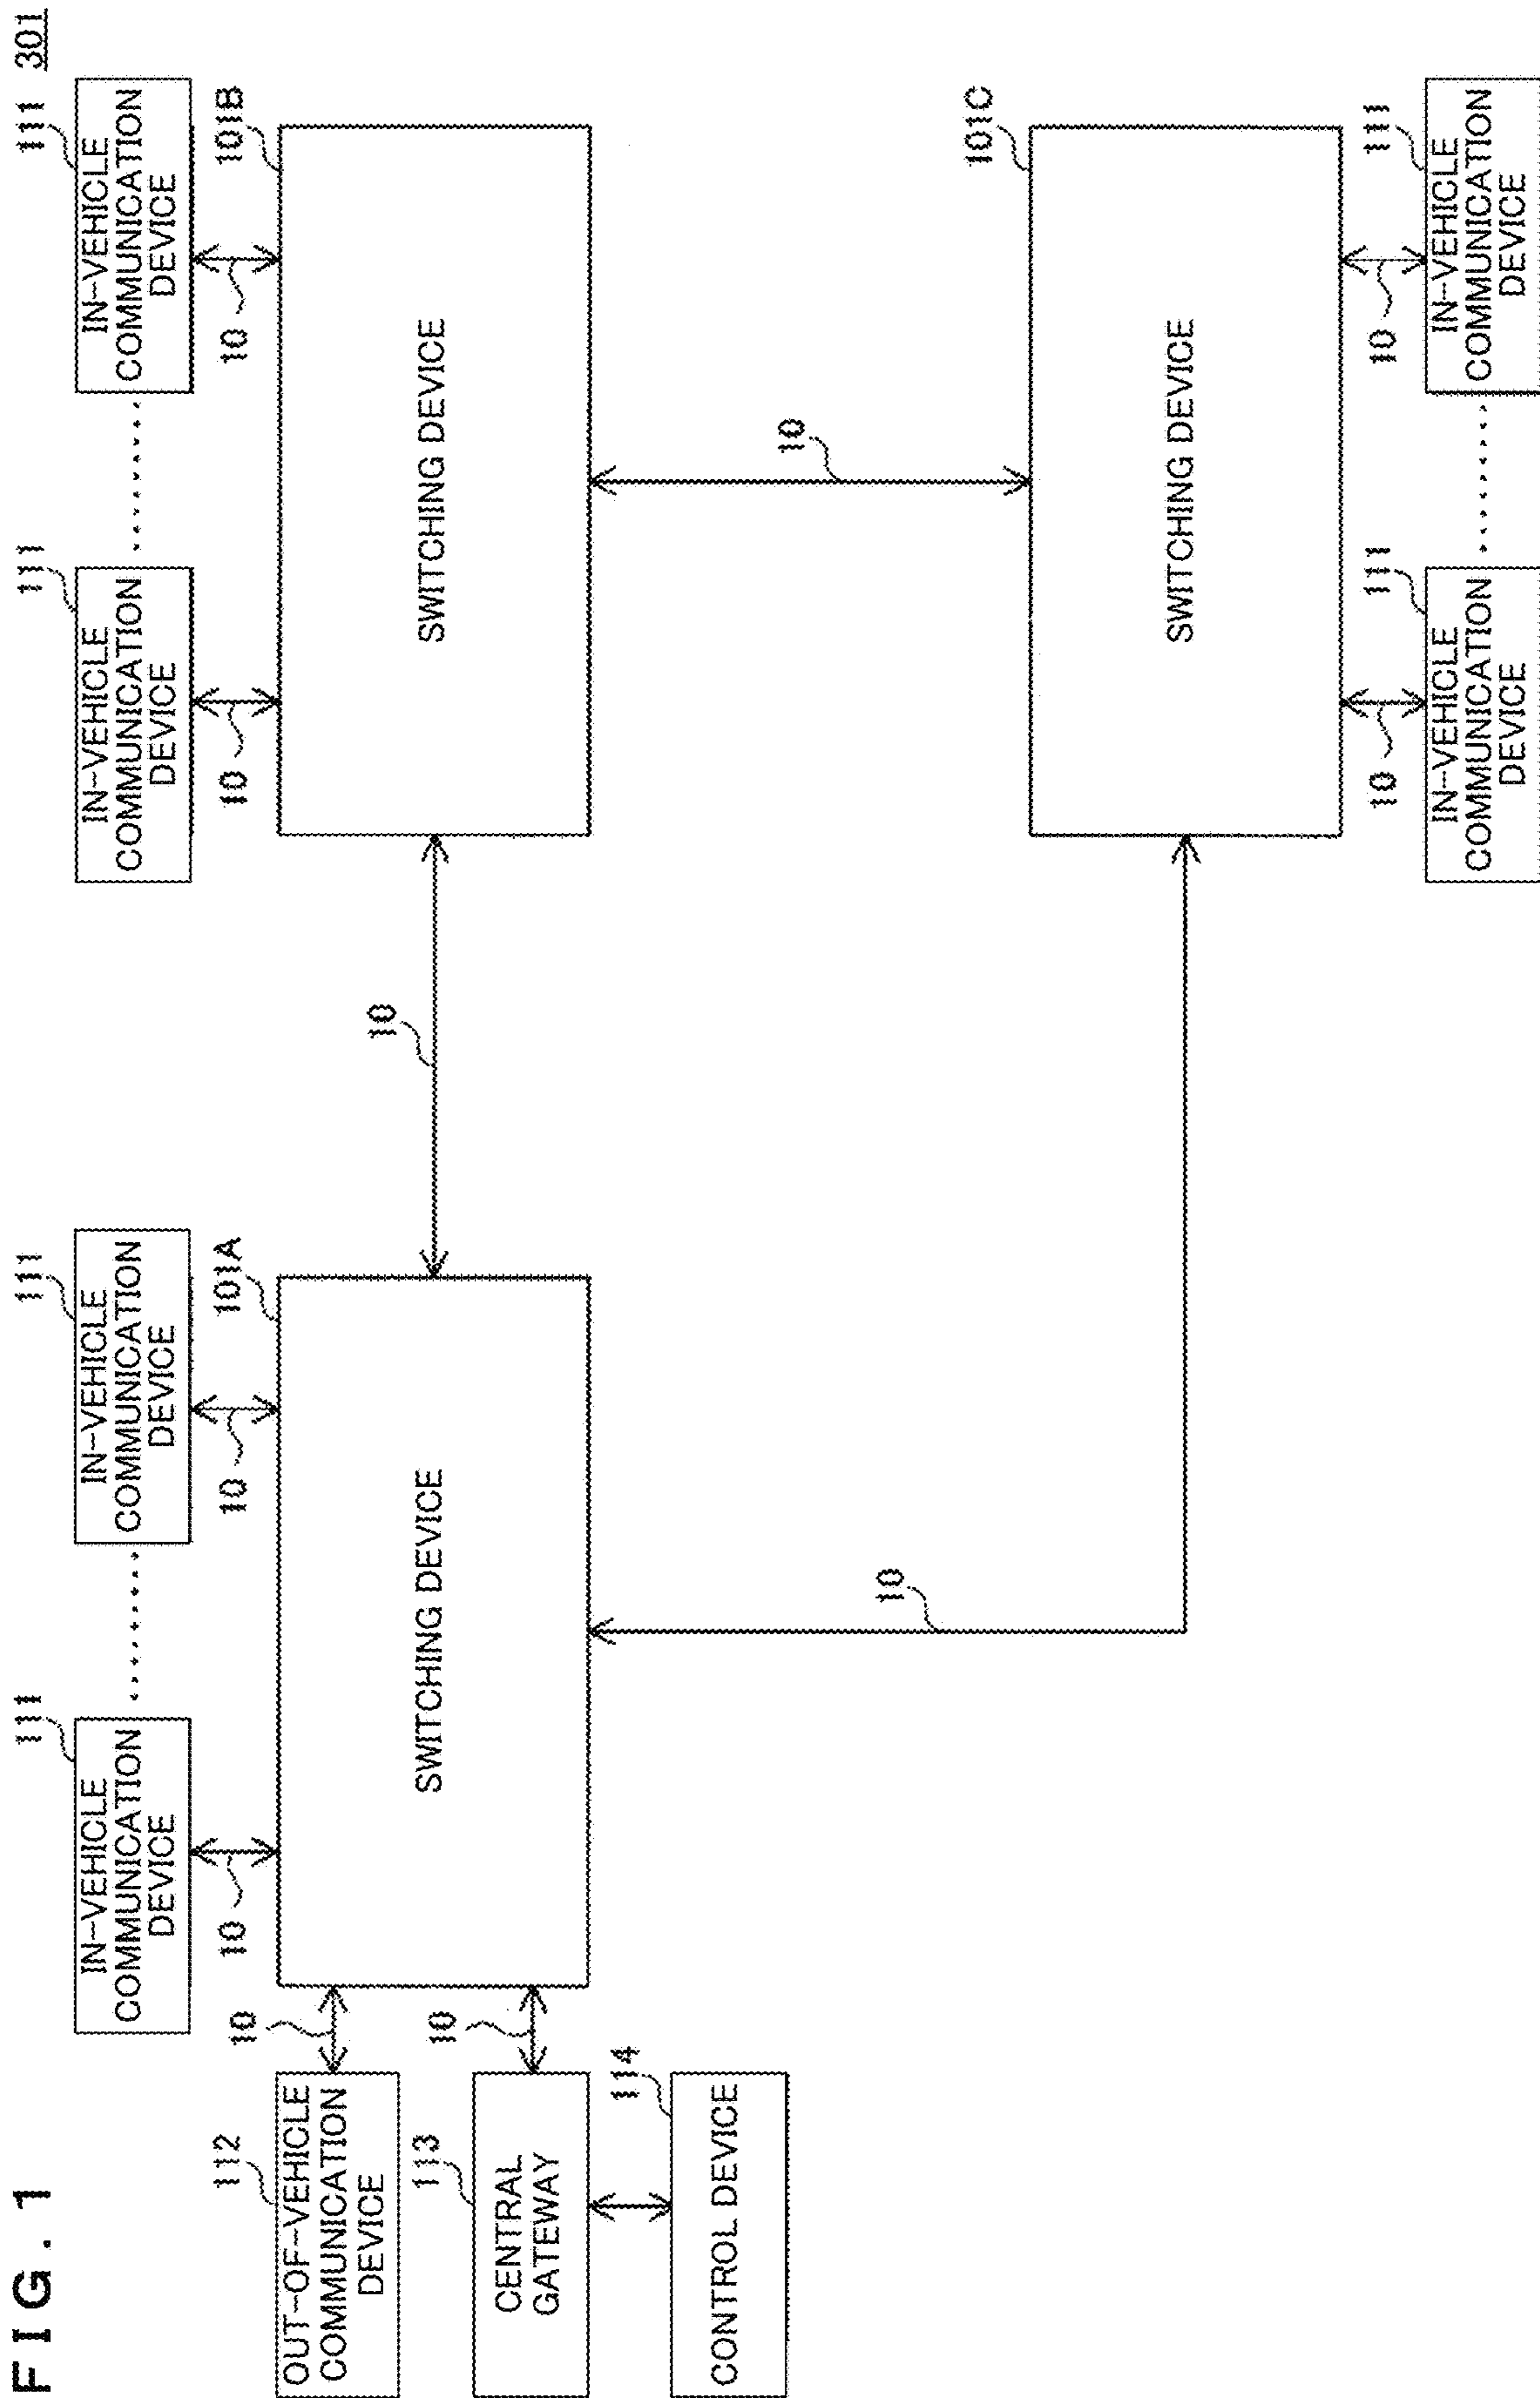 FIG. 1
301
111
IN-VEHICLE
COMMUNICATION
DEVICE
10
111
IN-VEHICLE
COMMUNICATION
DEVICE
10
111
IN-VEHICLE
COMMUNICATION
DEVICE
10
111
IN-VEHICLE
COMMUNICATION
DEVICE
10
112
OUT-OF-VEHICLE
COMMUNICATION
DEVICE
10
101A
SWITCHING DEVICE
10
101B
SWITCHING DEVICE
113
CENTRAL
GATEWAY
10
114
CONTROL DEVICE
10
10
101C
SWITCHING DEVICE
10
10
111
IN-VEHICLE
COMMUNICATION
DEVICE
111
IN-VEHICLE
COMMUNICATION
DEVICE